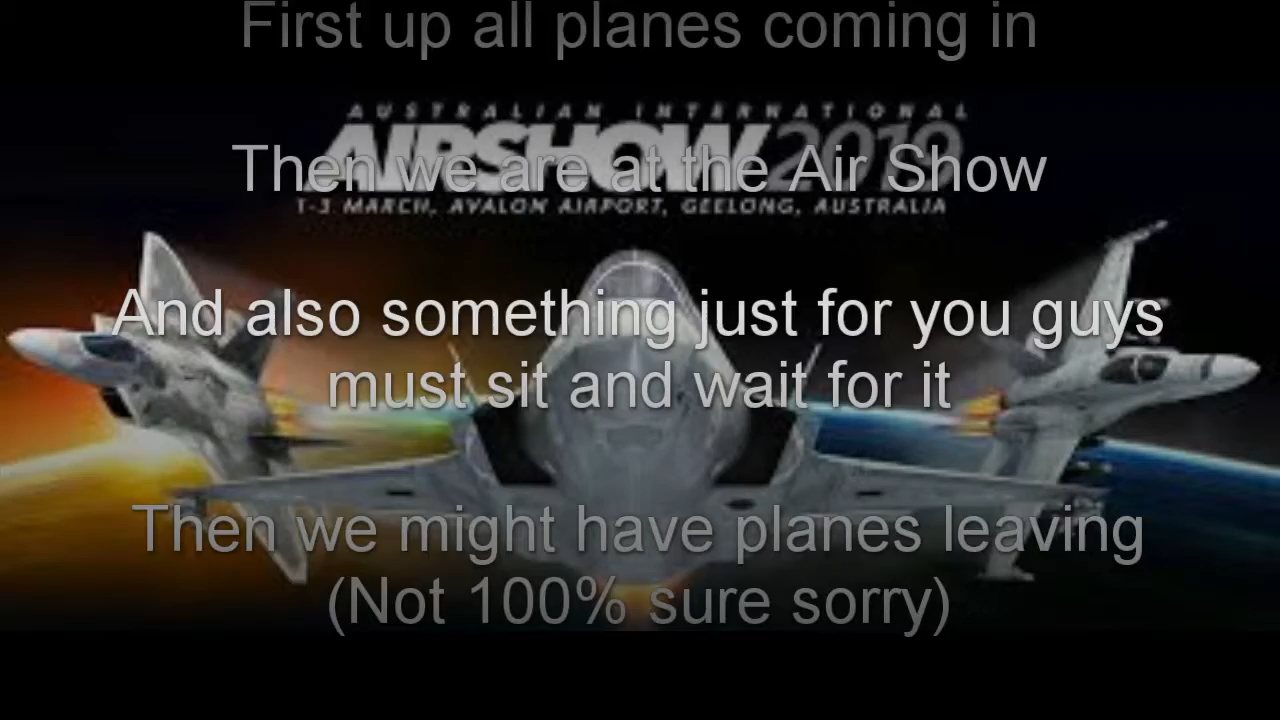 First up all planes coming in
AUSTRALIAN INTERNATIONAL
AIRSHOW 2019
Then we are at the Air Show
1-3 MARCH, AVALON AIRPORT, GEELONG, AUSTRALIA
And also something just for you guys
must sit and wait for it
Then we might have planes leaving
(Not 100% sure sorry)